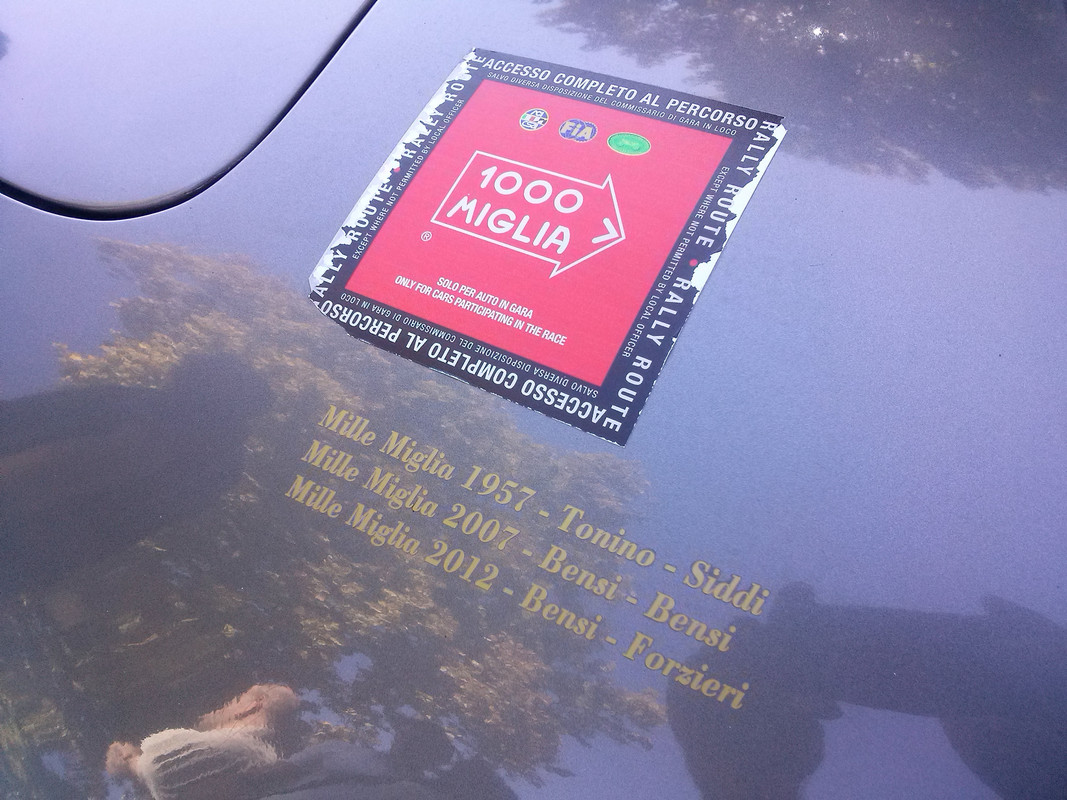 ACCESSO COMPLETO AL PERCORSO
SALVO DIVERSA DISPOSIZIONE DEL COMMISSARIO DI GARA IN LOCO
RALLY ROUTE • RALLY ROUTE
EXCEPT WHERE NOT PERMITTED BY LOCAL OFFICER
FIA
1000
MIGLIA
®
SOLO PER AUTO IN GARA
ONLY FOR CARS PARTICIPATING IN THE RACE
ALLY ROUTE • RALLY ROUTE
EXCEPT WHERE NOT PERMITTED BY LOCAL OFFICER
SALVO DIVERSA DISPOSIZIONE DEL COMMISSARIO DI GARA IN LOCO
ACCESSO COMPLETO AL PERCORSO
Mille Miglia 1957 - Tonino - Siddi
Mille Miglia 2007 - Bensi - Bensi
Mille Miglia 2012 - Bensi - Forzieri